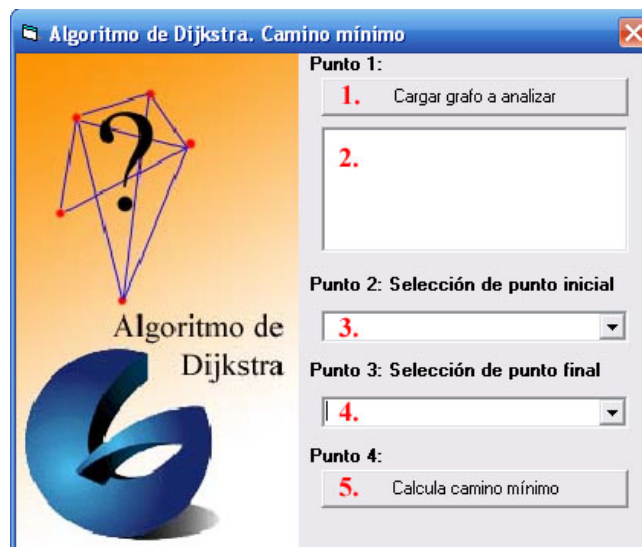 Algoritmo de Dijkstra. Camino mínimo
Punto 1:
1. Cargar grafo a analizar
2.
Punto 2: Selección de punto inicial
3.
Punto 3: Selección de punto final
4.
Punto 4:
5. Calcula camino mínimo
?
Algoritmo de
Dijkstra